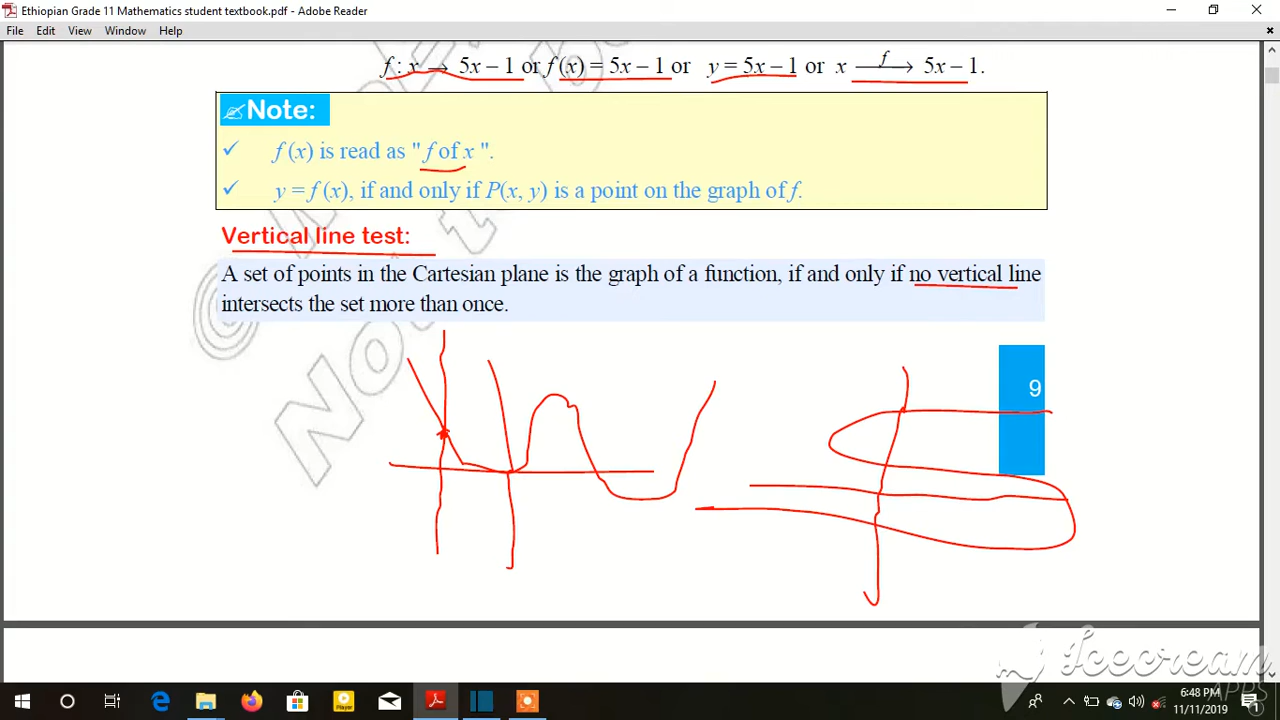 Ethiopian Grade 11 Mathematics student textbook.pdf - Adobe Reader
File Edit View Window Help
f : x → 5x – 1 or f (x) = 5x – 1 or y = 5x – 1 or x —f→ 5x – 1.
Note:
✓ f (x) is read as " f of x ".
✓ y = f (x), if and only if P(x, y) is a point on the graph of f.
Vertical line test:
A set of points in the Cartesian plane is the graph of a function, if and only if no vertical line
intersects the set more than once.
9
Icecream
APPS
Player
6:48 PM
11/11/2019